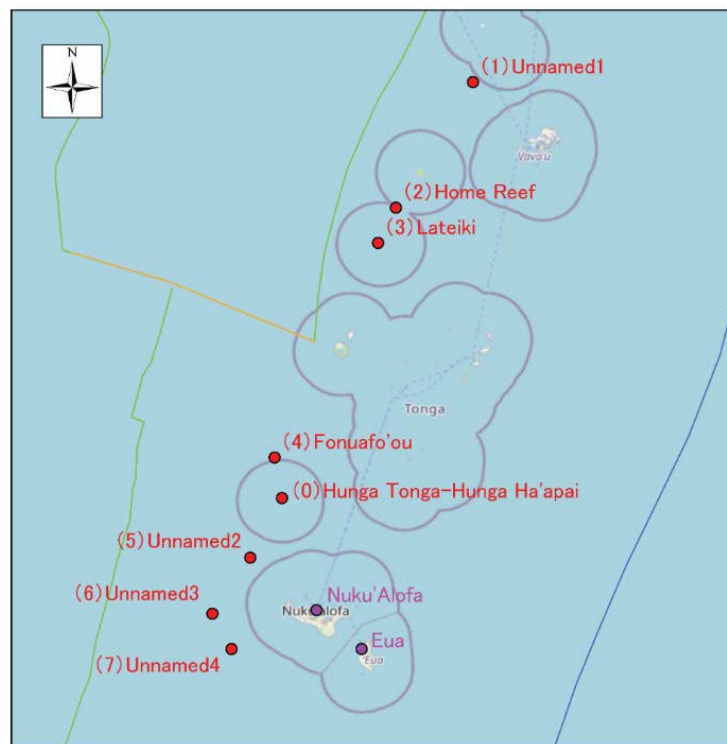 N
(1)Unnamed1
Vava'u
(2)Home Reef
(3)Lateiki
Tonga
(4)Fonuafo'ou
(0)Hunga Tonga-Hunga Ha'apai
(5)Unnamed2
(6)Unnamed3
Nuku'Alofa
Nuku'alofa
(7)Unnamed4
Eua
'Eua